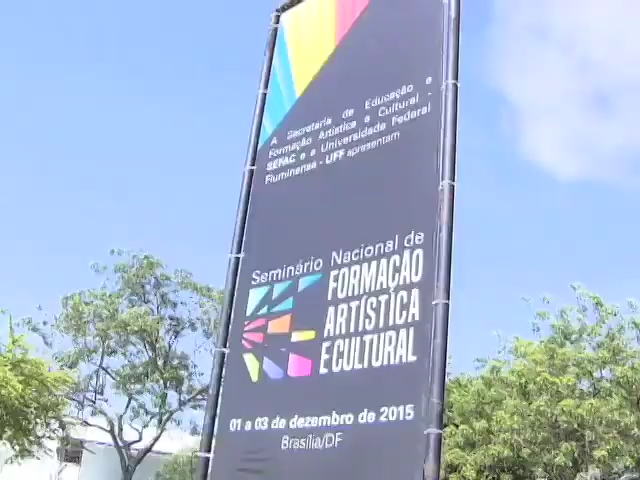 A Secretaria de Educação e
Formação Artística e Cultural -
SEFAC e a Universidade Federal
Fluminense - UFF apresentam
Seminário Nacional de
FORMAÇÃO
ARTÍSTICA
E CULTURAL
01 a 03 de dezembro de 2015
Brasília/DF